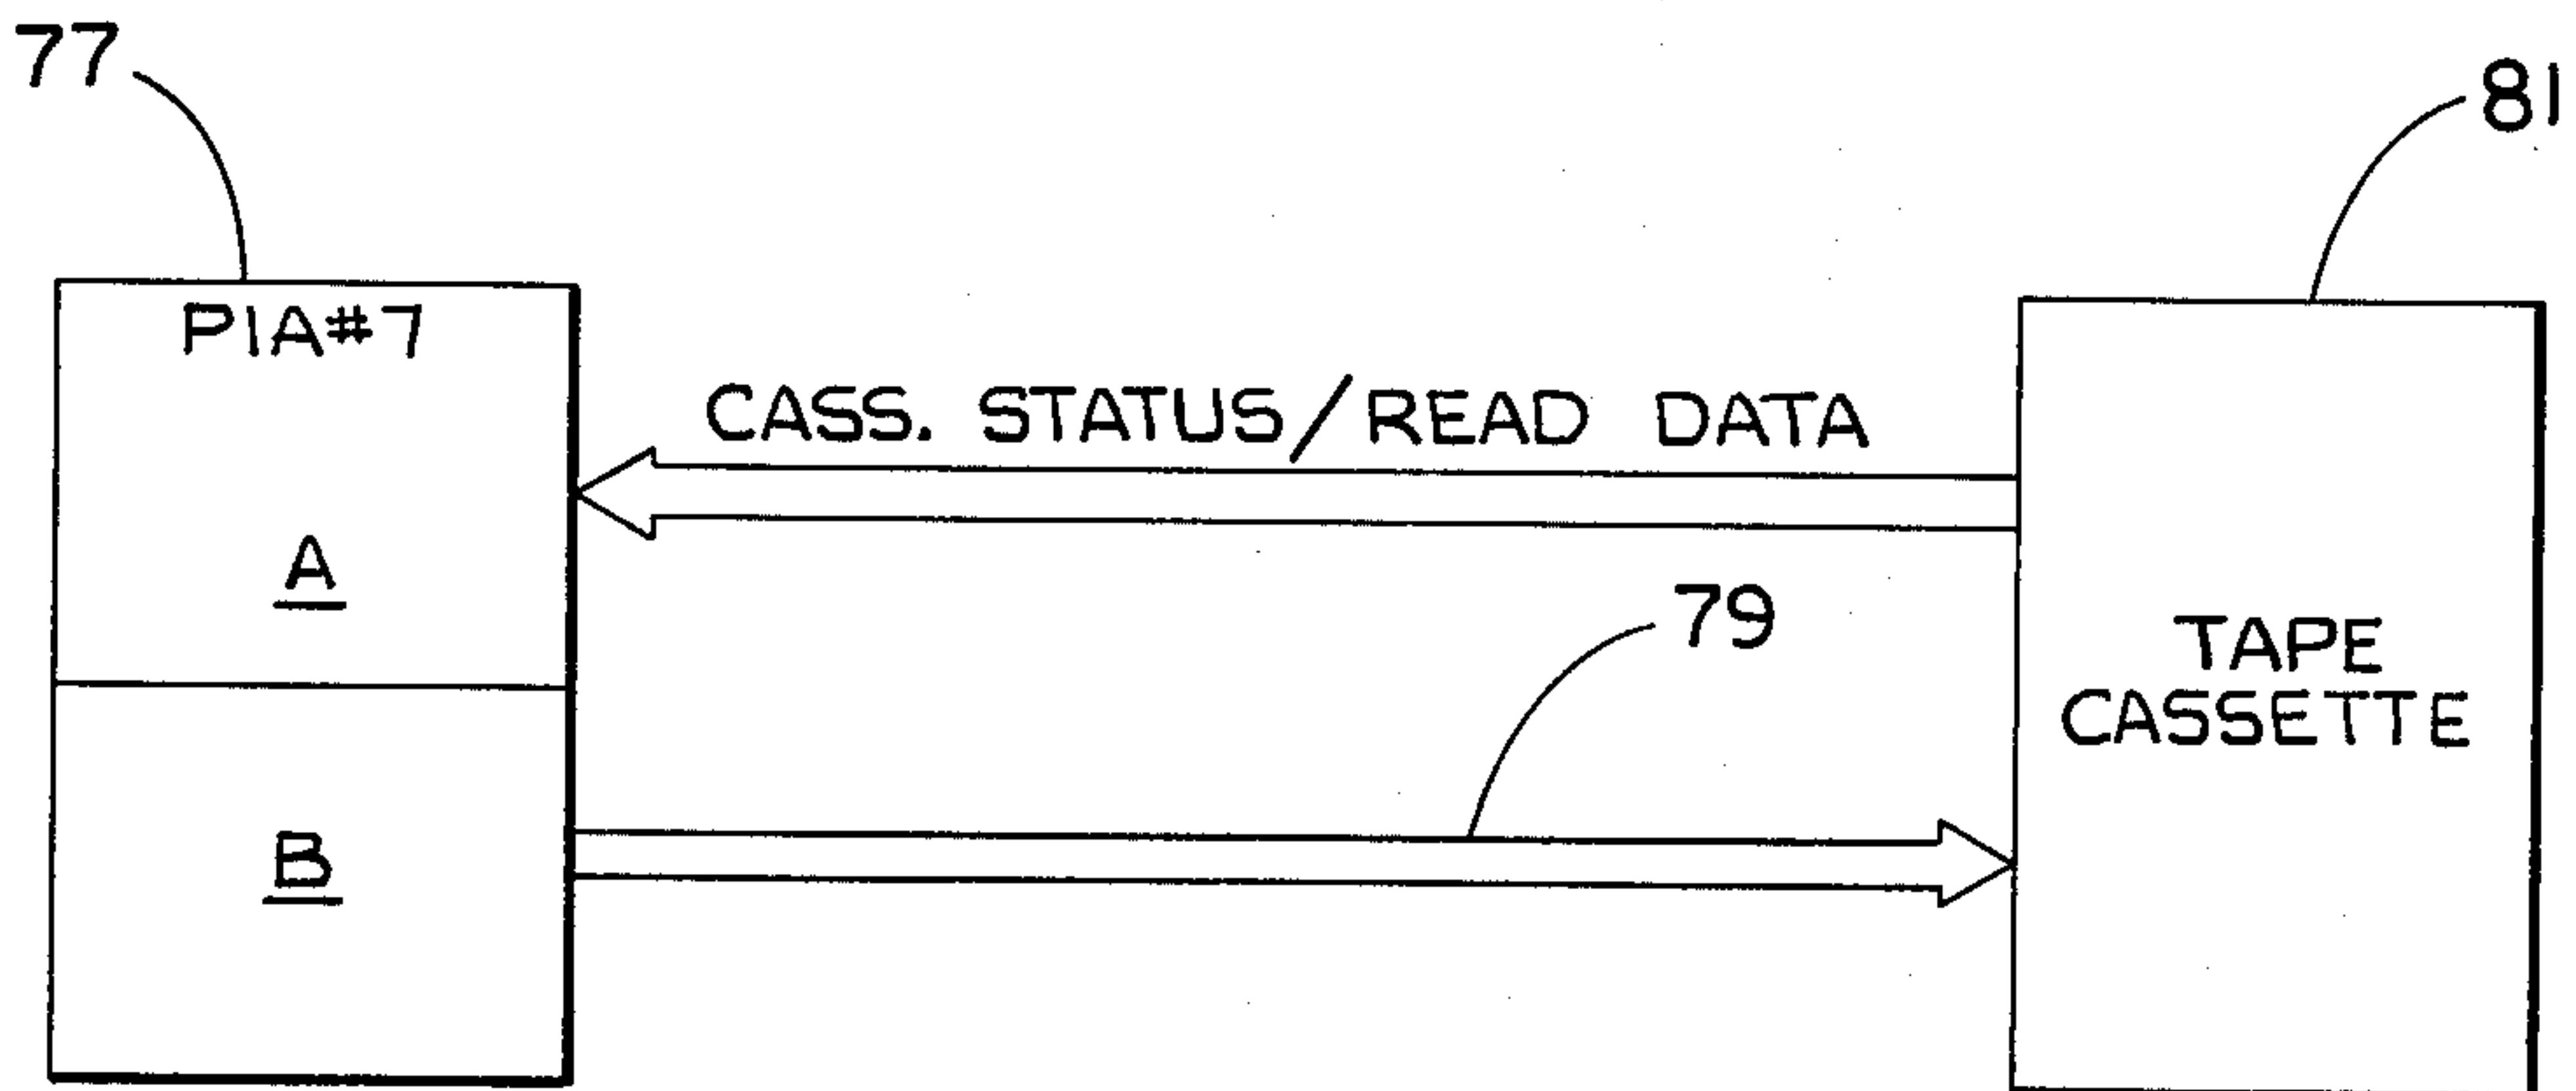 77
81
PIA#7
CASS. STATUS/READ DATA
A
79
TAPE
CASSETTE
B